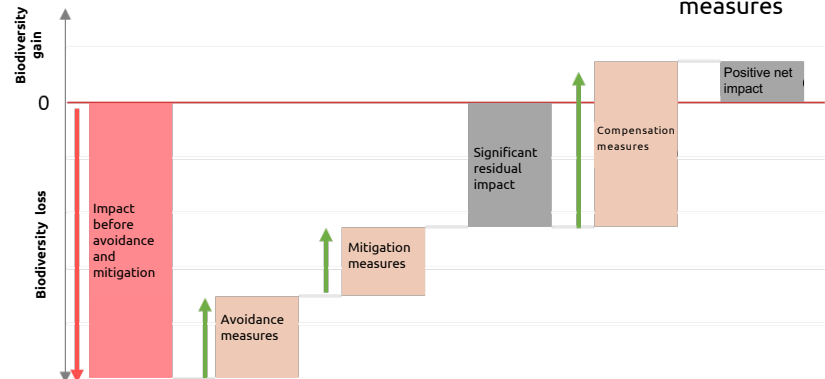 measures
Biodiversity
gain
0
Biodiversity loss
Impact
before
avoidance
and
mitigation
Avoidance
measures
Mitigation
measures
Significant
residual
impact
Compensation
measures
Positive net
impact